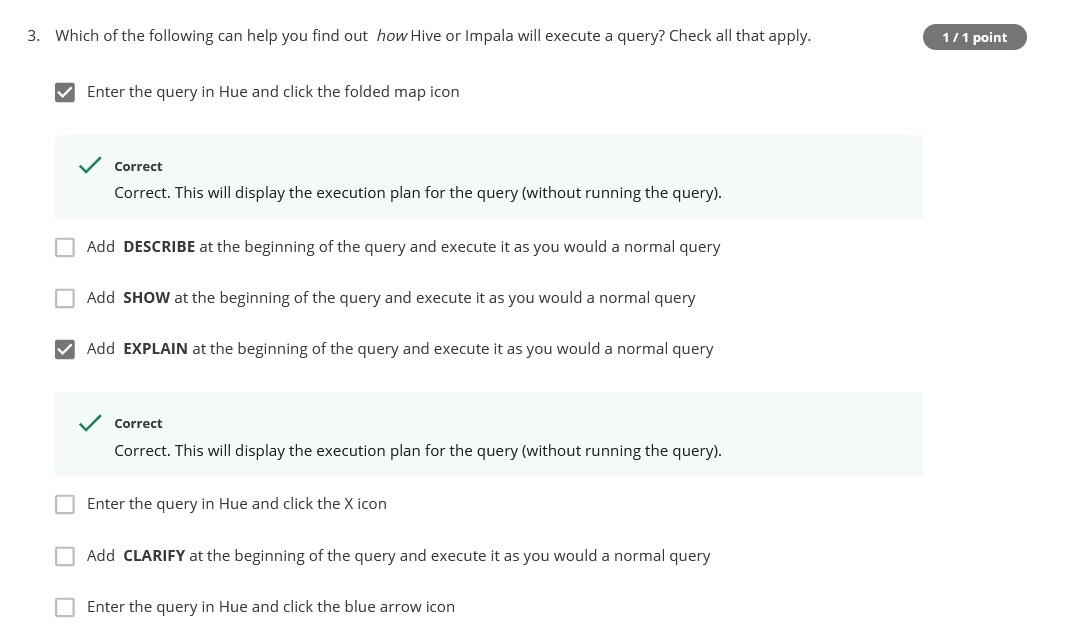 3. Which of the following can help you find out how Hive or Impala will execute a query? Check all that apply.
1 / 1 point
Enter the query in Hue and click the folded map icon
Correct
Correct. This will display the execution plan for the query (without running the query).
Add DESCRIBE at the beginning of the query and execute it as you would a normal query
Add SHOW at the beginning of the query and execute it as you would a normal query
Add EXPLAIN at the beginning of the query and execute it as you would a normal query
Correct
Correct. This will display the execution plan for the query (without running the query).
Enter the query in Hue and click the X icon
Add CLARIFY at the beginning of the query and execute it as you would a normal query
Enter the query in Hue and click the blue arrow icon